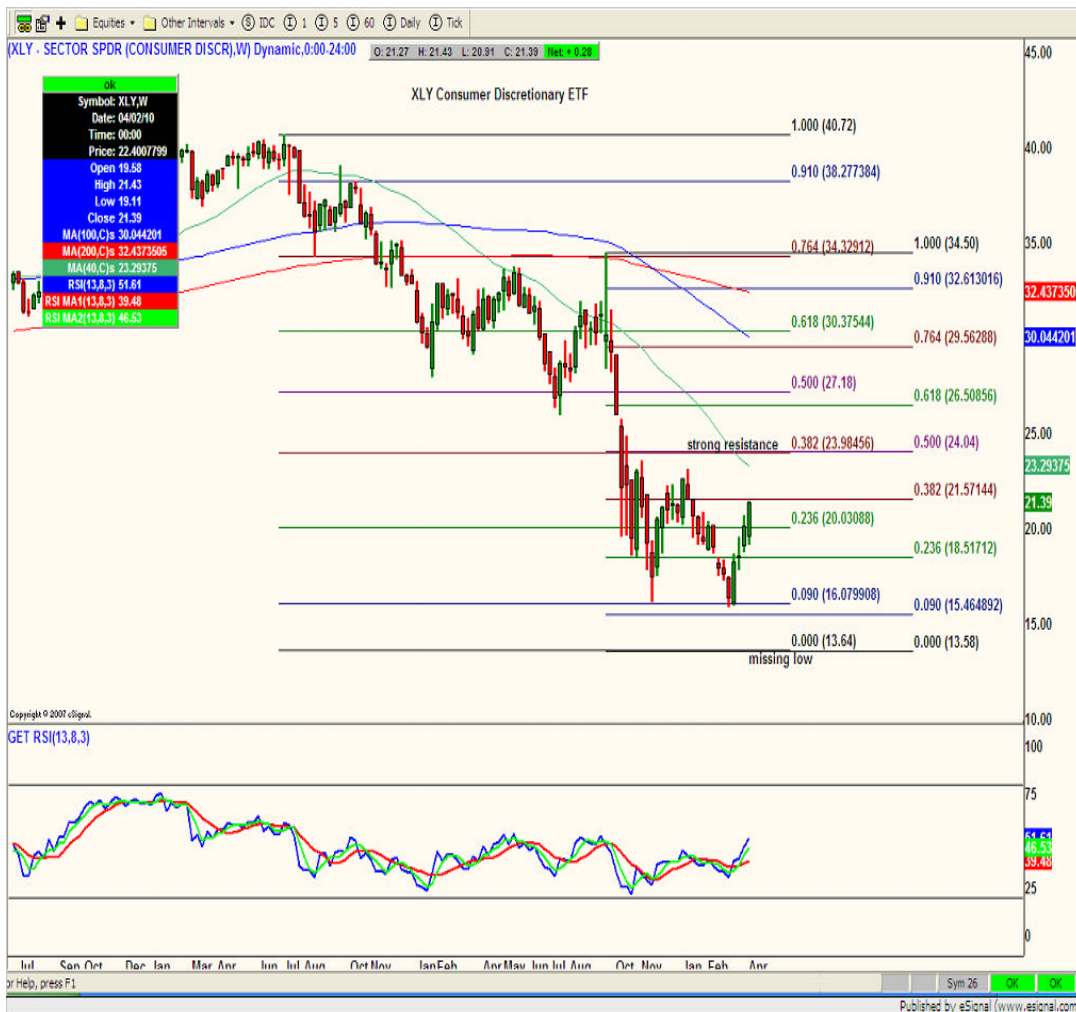 Equities Other Intervals S IDC I 1 I 5 I 60 I Daily I Tick
(XLY - SECTOR SPDR (CONSUMER DISCR),W) Dynamic,0:00-24:00 O: 21.27 H: 21.43 L: 20.91 C: 21.39 Net: + 0.28
ok
Symbol: XLY,W
Date: 04/02/10
Time: 00:00
Price: 22.4007799
Open 19.58
High 21.43
Low 19.11
Close 21.39
MA(100,C)s 30.044201
MA(200,C)s 32.4373505
MA(40,C)s 23.29375
RSI(13,8,3) 51.61
RSI MA1(13,8,3) 39.48
RSI MA2(13,8,3) 46.53
XLY Consumer Discretionary ETF
1.000 (40.72)
0.910 (38.277384)
0.764 (34.32912)
0.618 (30.37544)
0.500 (27.18)
strong resistance 0.382 (23.98456)
0.236 (20.03088)
0.090 (16.079908)
0.000 (13.64)
missing low
1.000 (34.50)
0.910 (32.613016)
0.764 (29.56288)
0.618 (26.50856)
0.500 (24.04)
0.382 (21.57144)
0.236 (18.51712)
0.090 (15.464892)
0.000 (13.58)
45.00
40.00
35.00
32.437350
30.044201
25.00
23.29375
21.39
20.00
15.00
10.00
Copyright © 2007 eSignal.
GET RSI(13,8,3)
100
75
51.61
46.53
39.48
25
0
Jul Sep Oct Dec Jan Mar Apr Jun Jul Aug Oct Nov Jan Feb Apr May Jun Jul Aug Oct Nov Jan Feb Apr
or Help, press F1 Sym 26 OK OK
Published by eSignal (www.esignal.com